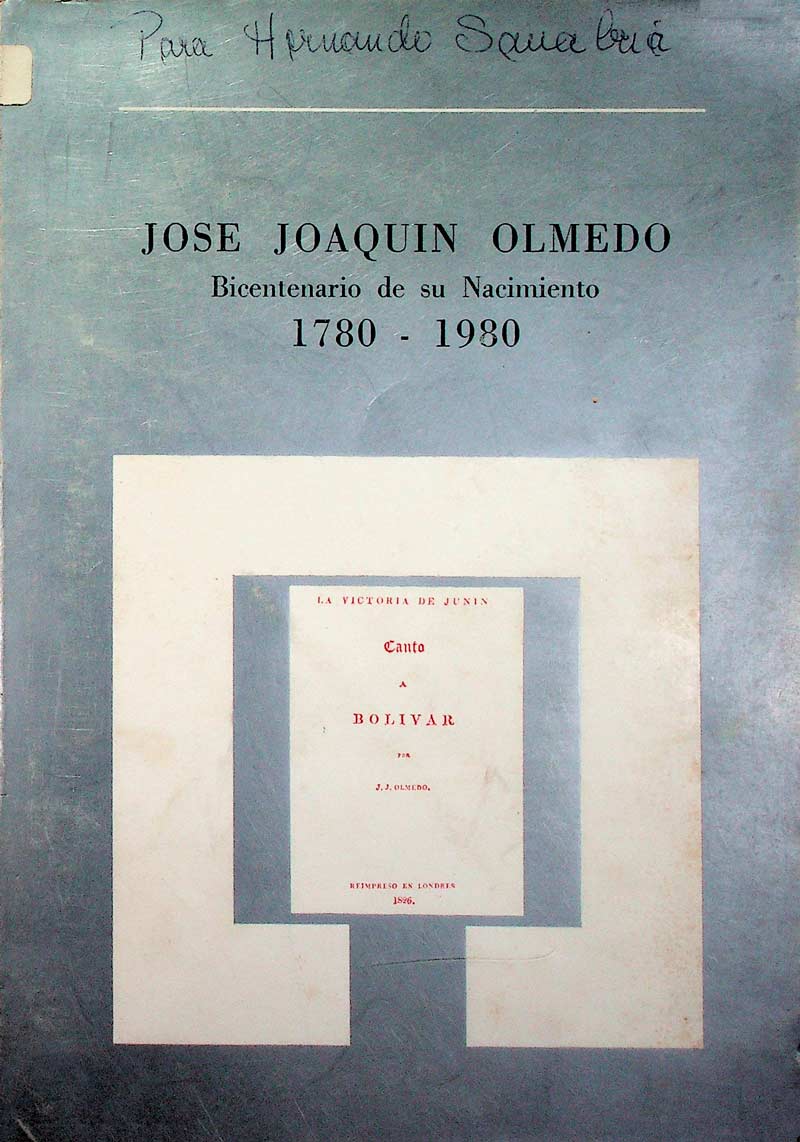 Para Hernando Sanabria
JOSE JOAQUIN OLMEDO
Bicentenario de su Nacimiento
1780 - 1980
LA VICTORIA DE JUNIN
Canto
A
BOLIVAR
POR
J. J. OLMEDO.
REIMPRESO EN LONDRES
1826.